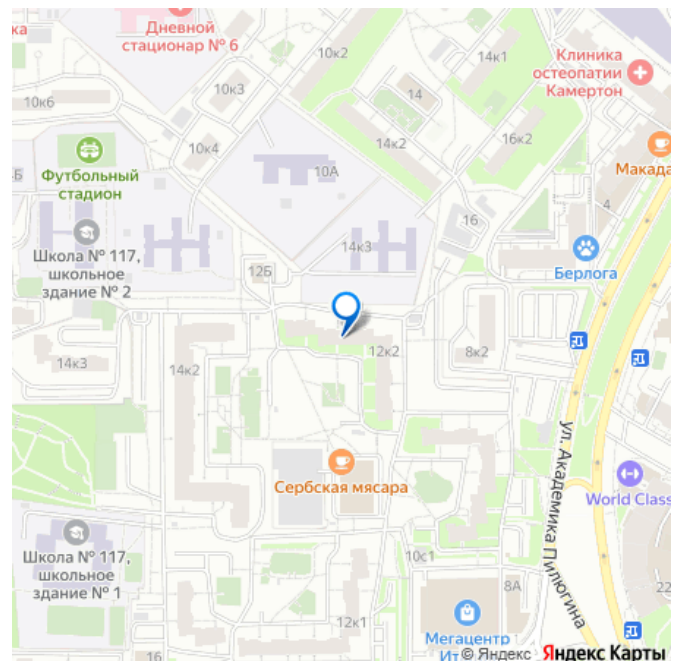 ка
Дневной
стационар № 6
10к2
14к1
Клиника
остеопатии
Камертон
10к3
14
10к6
14к2
16к2
10к4
Макада
Футбольный
стадион
Б
10А
4
16
Школа № 117,
школьное
здание № 2
14к3
12Б
Берлога
14к3
14к2
12к2
8к2
ул. Академика Пилюгина
Сербская мясара
World Class
Школа № 117,
школьное
здание № 1
10с1
8А
22
12к1
16
Мегацентр
Ит
© Яндекс Яндекс Карты